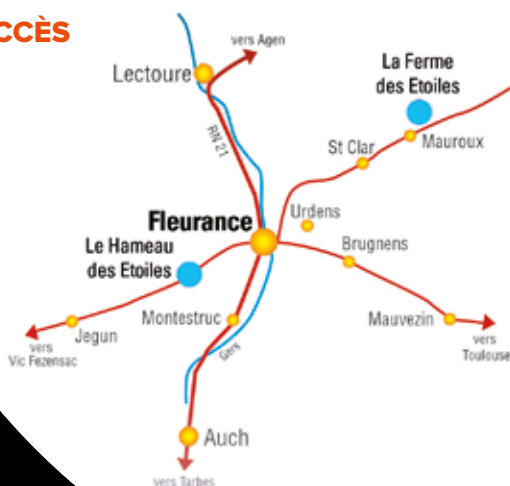 CCÈS
vers Agen
Lectoure
La Ferme
des Etoiles
RN 21
St Clar
Mauroux
Urdens
Fleurance
Le Hameau
des Etoiles
Brugnens
Jegun
Montestruc
Mauvezin
vers
Vic Fezensac
Gers
vers
Toulouse
Auch
vers Tarbes